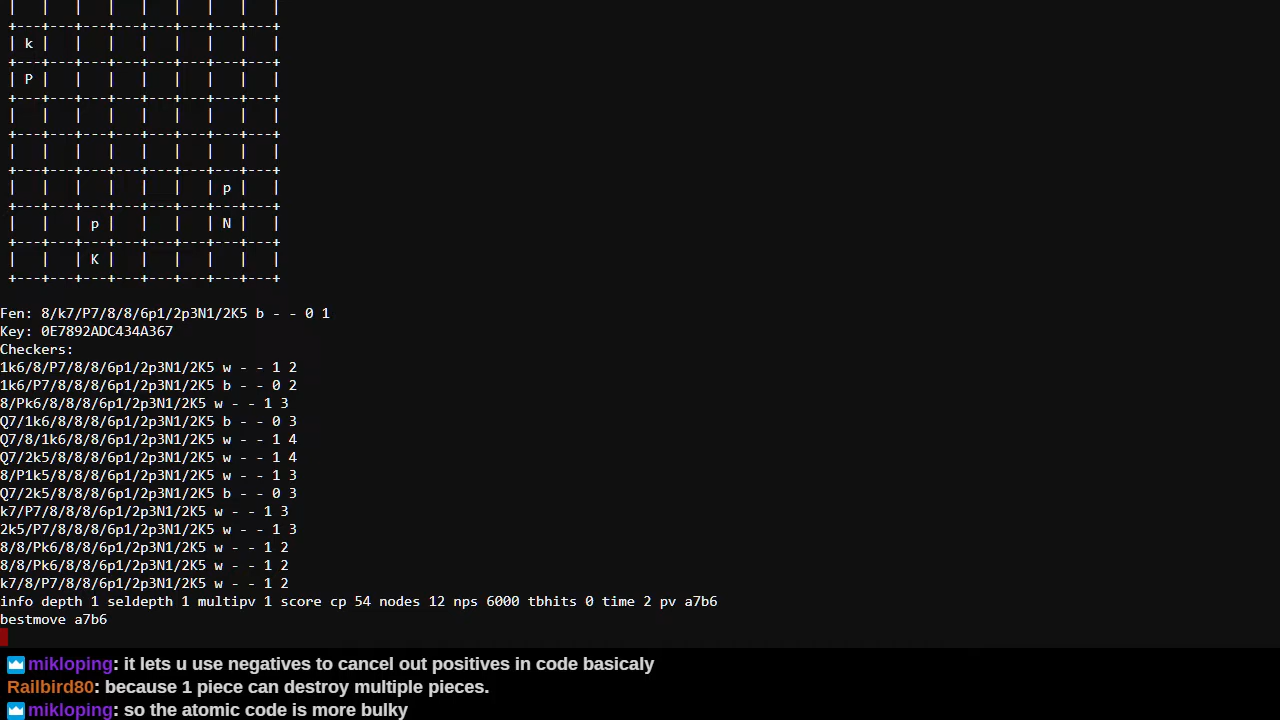 |   |   |   |   |   |   |   |   |
+---+---+---+---+---+---+---+---+
| k |   |   |   |   |   |   |   |
+---+---+---+---+---+---+---+---+
| P |   |   |   |   |   |   |   |
+---+---+---+---+---+---+---+---+
|   |   |   |   |   |   |   |   |
+---+---+---+---+---+---+---+---+
|   |   |   |   |   |   |   |   |
+---+---+---+---+---+---+---+---+
|   |   |   |   |   |   | p |   |
+---+---+---+---+---+---+---+---+
|   |   | p |   |   |   | N |   |
+---+---+---+---+---+---+---+---+
|   |   | K |   |   |   |   |   |
+---+---+---+---+---+---+---+---+
Fen: 8/k7/P7/8/8/6p1/2p3N1/2K5 b - - 0 1
Key: 0E7892ADC434A367
Checkers:
1k6/8/P7/8/8/6p1/2p3N1/2K5 w - - 1 2
1k6/P7/8/8/8/6p1/2p3N1/2K5 b - - 0 2
8/Pk6/8/8/8/6p1/2p3N1/2K5 w - - 1 3
Q7/1k6/8/8/8/6p1/2p3N1/2K5 b - - 0 3
Q7/8/1k6/8/8/6p1/2p3N1/2K5 w - - 1 4
Q7/2k5/8/8/8/6p1/2p3N1/2K5 w - - 1 4
8/P1k5/8/8/8/6p1/2p3N1/2K5 w - - 1 3
Q7/2k5/8/8/8/6p1/2p3N1/2K5 b - - 0 3
k7/P7/8/8/8/6p1/2p3N1/2K5 w - - 1 3
2k5/P7/8/8/8/6p1/2p3N1/2K5 w - - 1 3
8/8/Pk6/8/8/6p1/2p3N1/2K5 w - - 1 2
8/8/Pk6/8/8/6p1/2p3N1/2K5 w - - 1 2
k7/8/P7/8/8/6p1/2p3N1/2K5 w - - 1 2
info depth 1 seldepth 1 multipv 1 score cp 54 nodes 12 nps 6000 tbhits 0 time 2 pv a7b6
bestmove a7b6
mikloping: it lets u use negatives to cancel out positives in code basicaly
Railbird80: because 1 piece can destroy multiple pieces.
mikloping: so the atomic code is more bulky